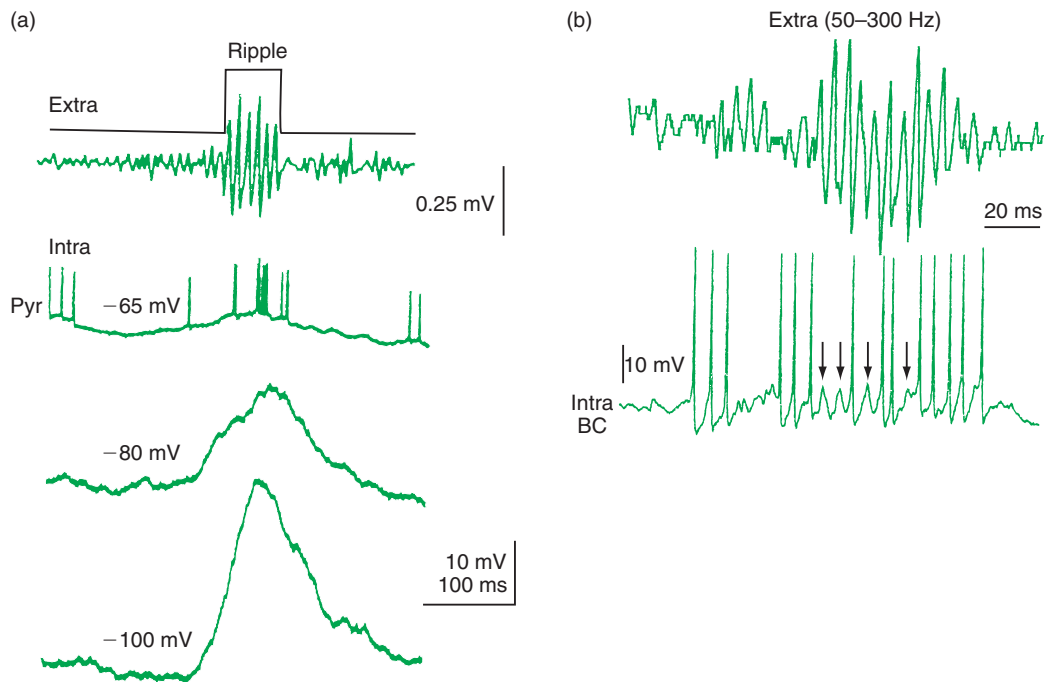 (a)
Ripple
Extra
0.25 mV
Intra
Pyr
−65 mV
−80 mV
10 mV
100 ms
−100 mV
(b)
Extra (50–300 Hz)
20 ms
10 mV
Intra
BC